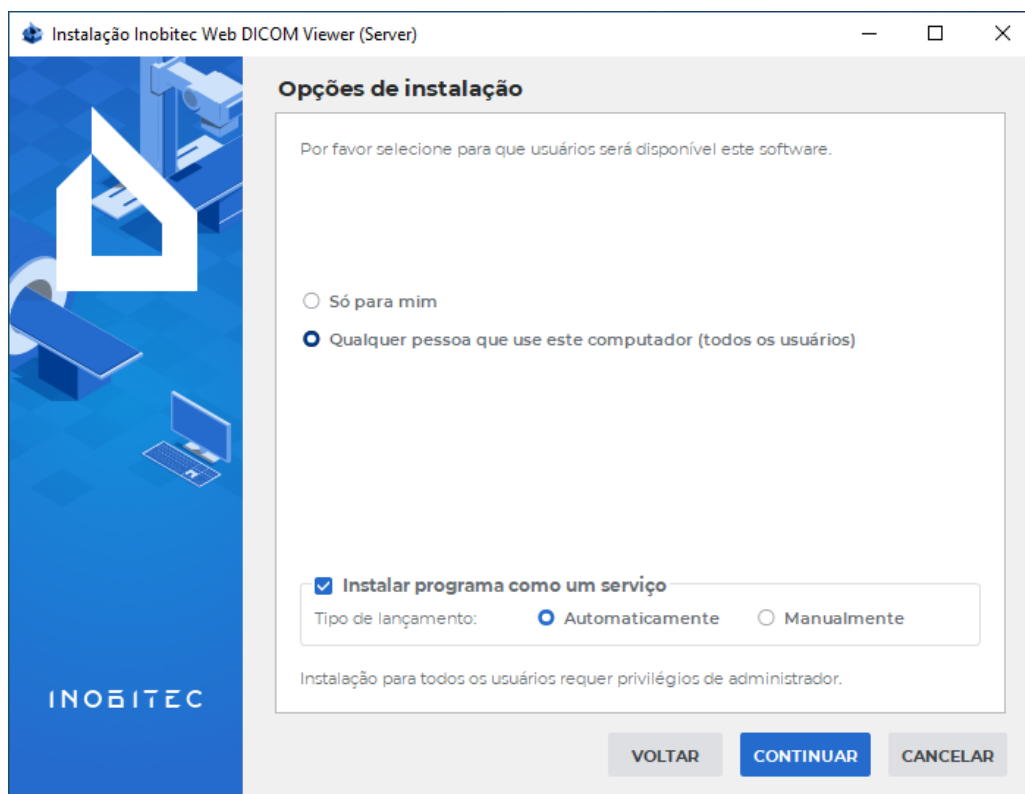 Instalação Inobitec Web DICOM Viewer (Server)
Opções de instalação
Por favor selecione para que usuários será disponível este software.
Só para mim
Qualquer pessoa que use este computador (todos os usuários)
Instalar programa como um serviço
Tipo de lançamento: Automaticamente Manualmente
Instalação para todos os usuários requer privilégios de administrador.
INOBITEC
VOLTAR CONTINUAR CANCELAR